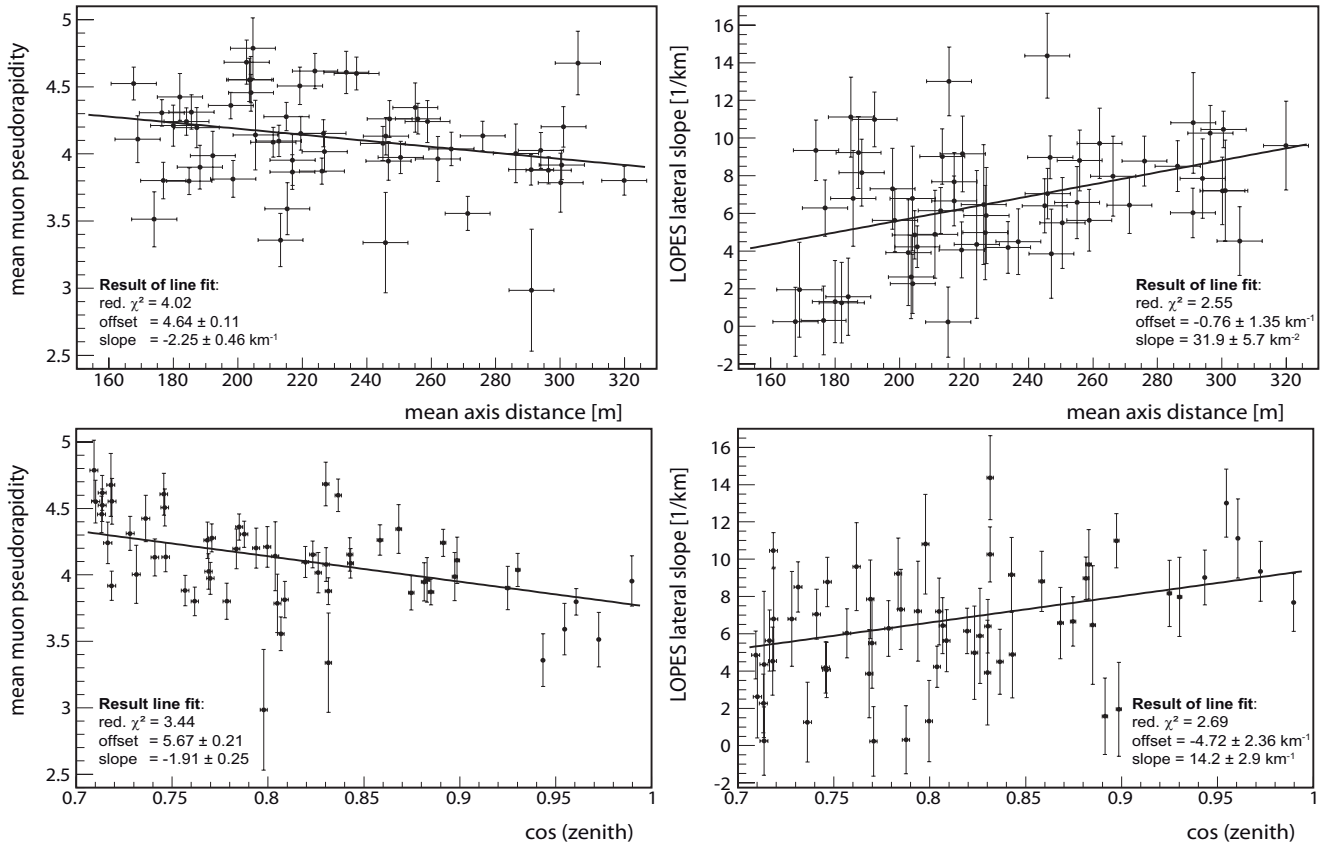 mean muon pseudorapidity
5
4.5
4
3.5
3
2.5
Result of line fit:
red. χ² = 4.02
offset = 4.64 ± 0.11
slope = -2.25 ± 0.46 km⁻¹
160 180 200 220 240 260 280 300 320
mean axis distance [m]
LOPES lateral slope [1/km]
16
14
12
10
8
6
4
2
0
-2
Result of line fit:
red. χ² = 2.55
offset = -0.76 ± 1.35 km⁻¹
slope = 31.9 ± 5.7 km⁻²
160 180 200 220 240 260 280 300 320
mean axis distance [m]
mean muon pseudorapidity
5
4.5
4
3.5
3
2.5
Result line fit:
red. χ² = 3.44
offset = 5.67 ± 0.21
slope = -1.91 ± 0.25
0.7 0.75 0.8 0.85 0.9 0.95 1
cos (zenith)
LOPES lateral slope [1/km]
16
14
12
10
8
6
4
2
0
-2
Result of line fit:
red. χ² = 2.69
offset = -4.72 ± 2.36 km⁻¹
slope = 14.2 ± 2.9 km⁻¹
0.7 0.75 0.8 0.85 0.9 0.95 1
cos (zenith)